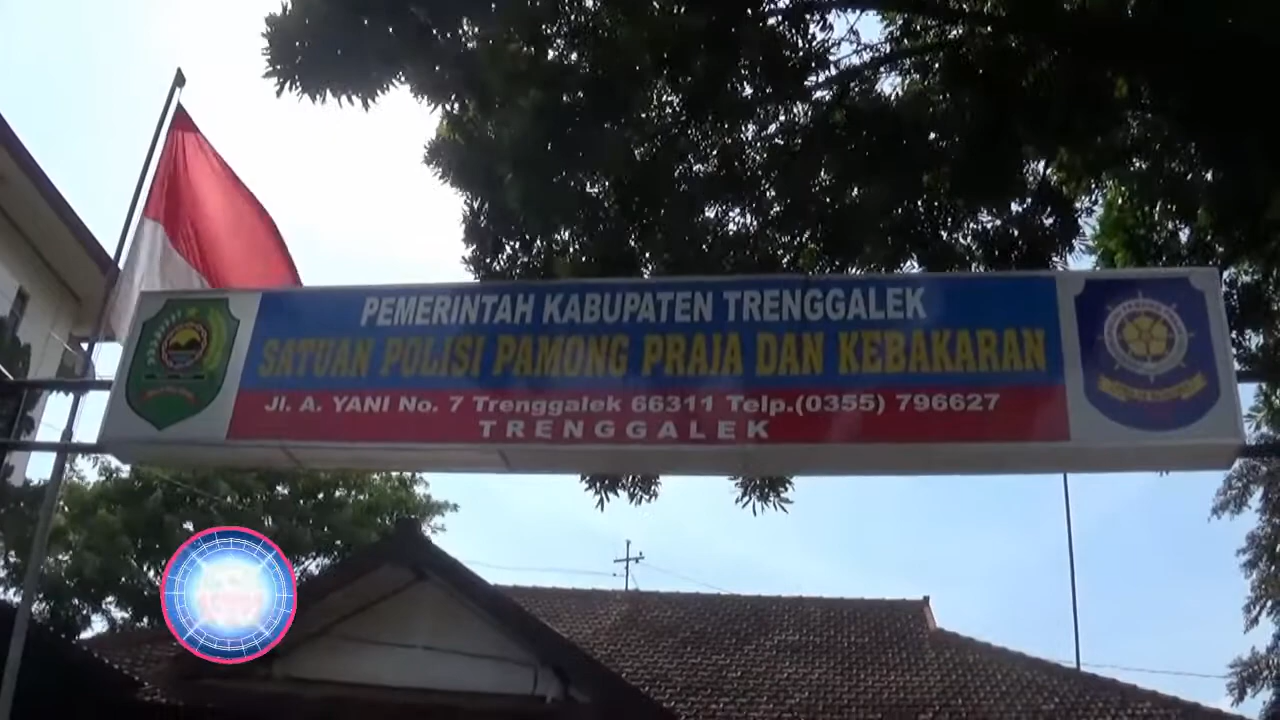 PEMERINTAH KABUPATEN TRENGGALEK
SATUAN POLISI PAMONG PRAJA DAN KEBAKARAN
Jl. A. YANI No. 7 Trenggalek 66311 Telp.(0355) 796627
TRENGGALEK